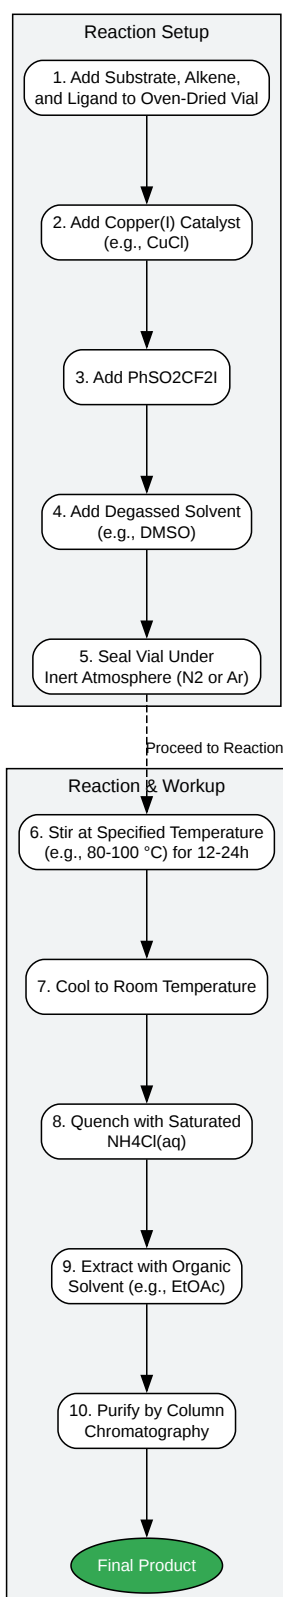 Reaction Setup
1. Add Substrate, Alkene,
and Ligand to Oven-Dried Vial
2. Add Copper(I) Catalyst
(e.g., CuCl)
3. Add PhSO2CF2I
4. Add Degassed Solvent
(e.g., DMSO)
5. Seal Vial Under
Inert Atmosphere (N2 or Ar)
Proceed to Reaction
Reaction & Workup
6. Stir at Specified Temperature
(e.g., 80-100 °C) for 12-24h
7. Cool to Room Temperature
8. Quench with Saturated
NH4Cl(aq)
9. Extract with Organic
Solvent (e.g., EtOAc)
10. Purify by Column
Chromatography
Final Product